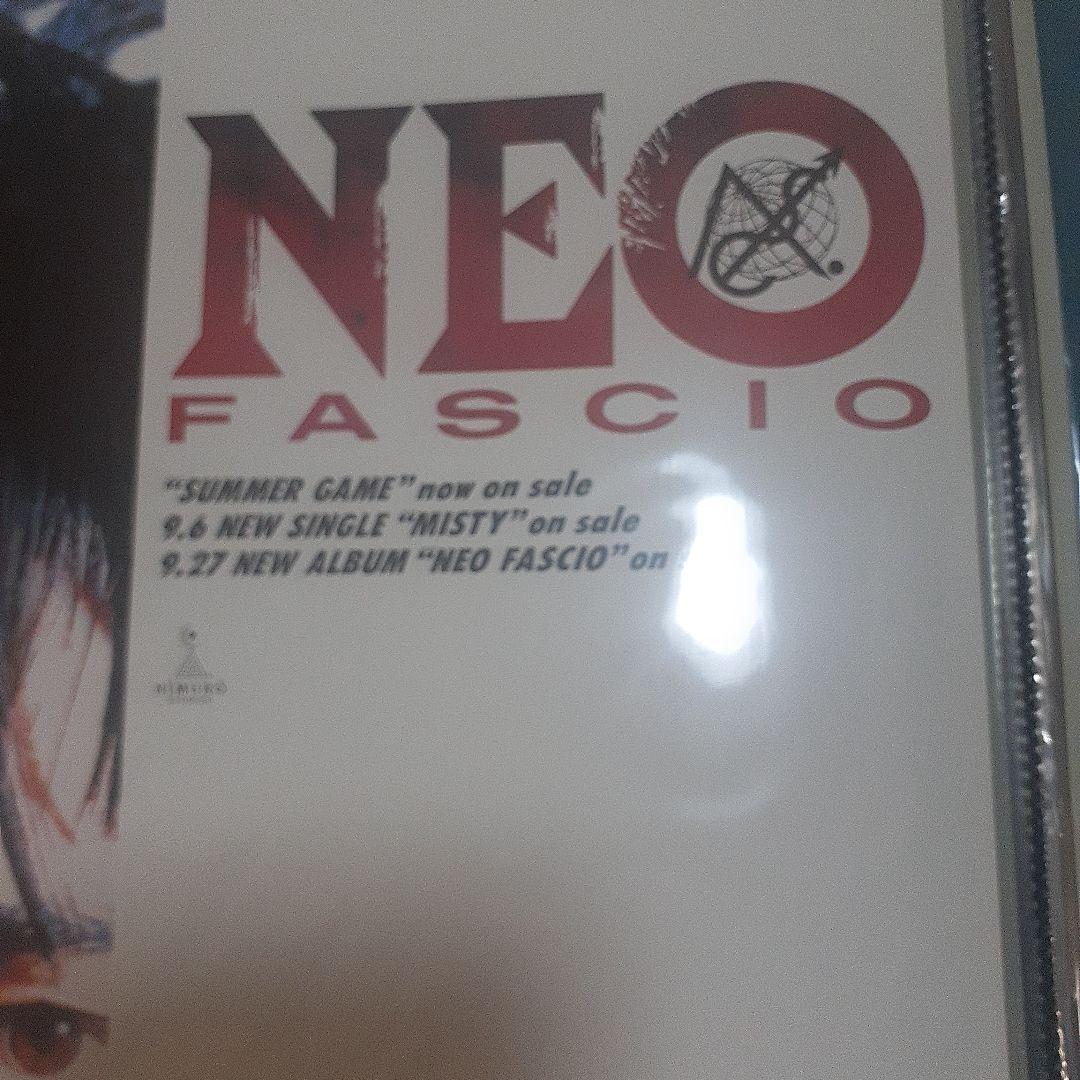 NEO
FASCIO
“SUMMER GAME” now on sale
9.6 NEW SINGLE “MISTY” on sale
9.27 NEW ALBUM “NEO FASCIO” on
HIMURO